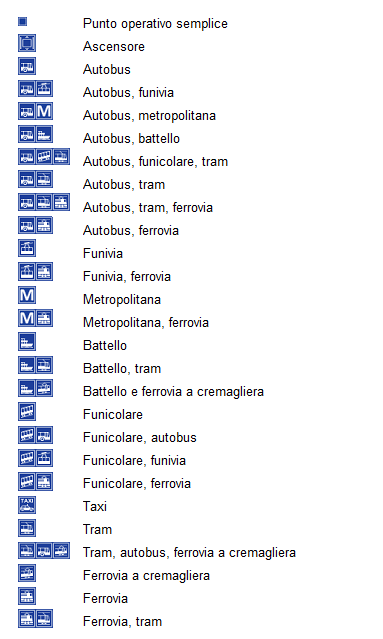 Punto operativo semplice
Ascensore
Autobus
Autobus, funivia
M Autobus, metropolitana
Autobus, battello
Autobus, funicolare, tram
Autobus, tram
Autobus, tram, ferrovia
Autobus, ferrovia
Funivia
Funivia, ferrovia
M Metropolitana
M Metropolitana, ferrovia
Battello
Battello, tram
Battello e ferrovia a cremagliera
Funicolare
Funicolare, autobus
Funicolare, funivia
Funicolare, ferrovia
TAXI Taxi
Tram
Tram, autobus, ferrovia a cremagliera
Ferrovia a cremagliera
Ferrovia
Ferrovia, tram